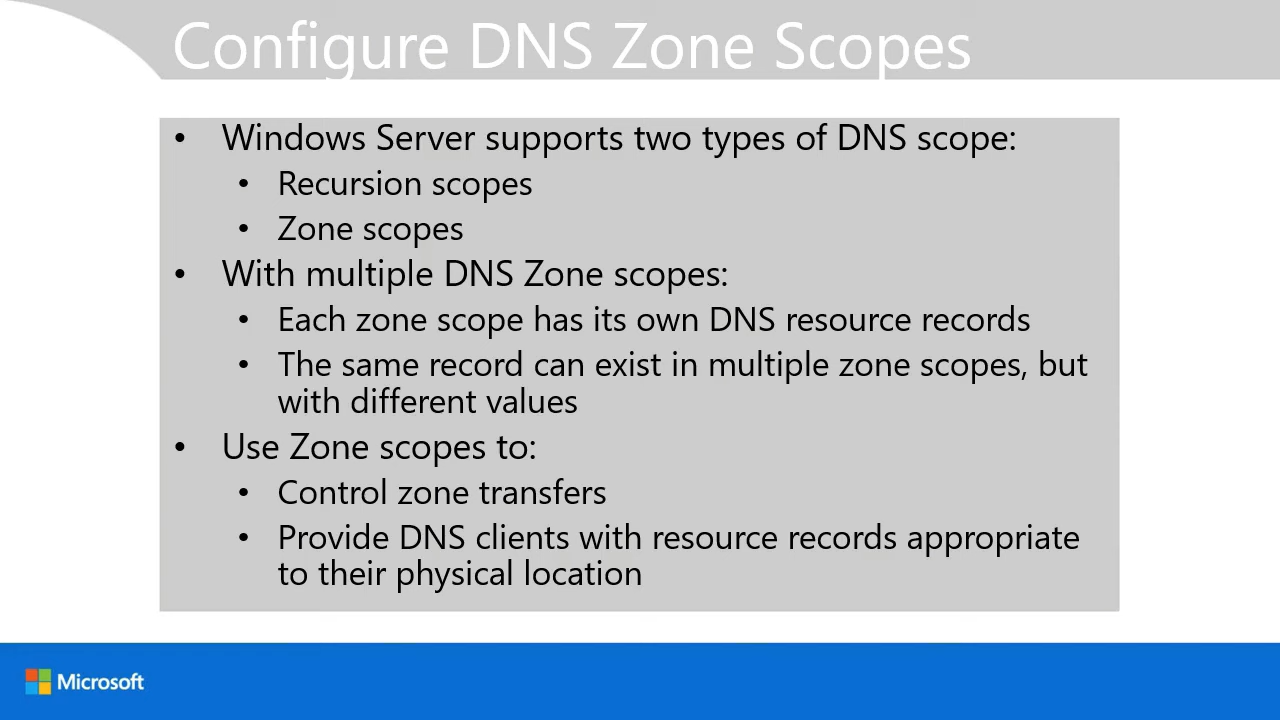 Configure DNS Zone Scopes
• Windows Server supports two types of DNS scope:
• Recursion scopes
• Zone scopes
• With multiple DNS Zone scopes:
• Each zone scope has its own DNS resource records
• The same record can exist in multiple zone scopes, but
with different values
• Use Zone scopes to:
• Control zone transfers
• Provide DNS clients with resource records appropriate
to their physical location
Microsoft